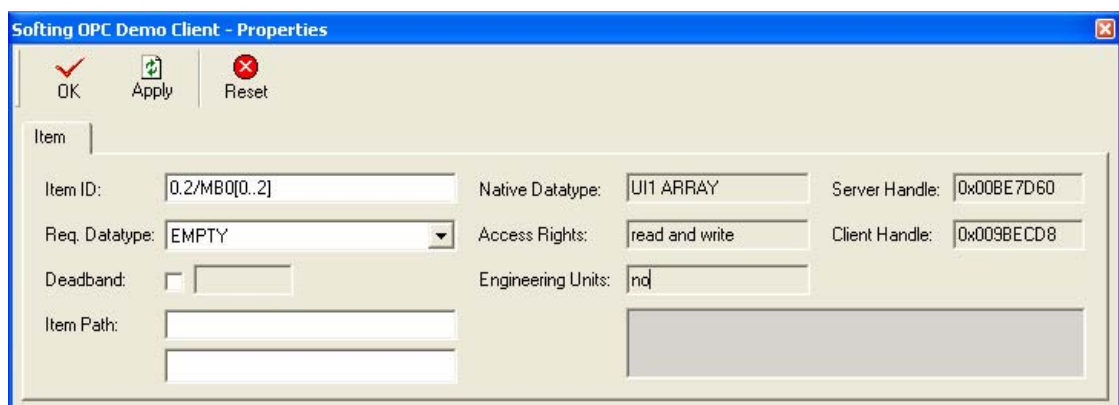 Softing OPC Demo Client - Properties
OK Apply Reset
Item
Item ID: 0.2/MB0[0..2] Native Datatype: UI1 ARRAY Server Handle: 0x00BE7D60
Req. Datatype: EMPTY Access Rights: read and write Client Handle: 0x009BECD8
Deadband: Engineering Units: no
Item Path: